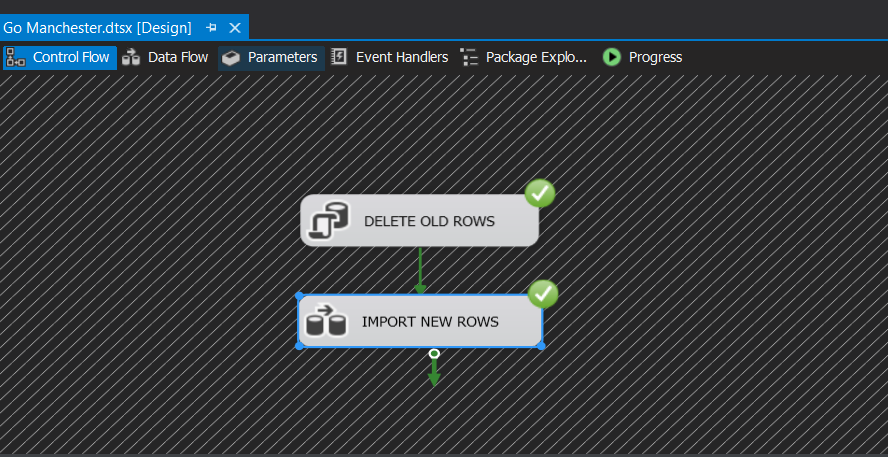 Go Manchester.dtsx [Design]
Control Flow Data Flow Parameters Event Handlers Package Explo... Progress
DELETE OLD ROWS
IMPORT NEW ROWS